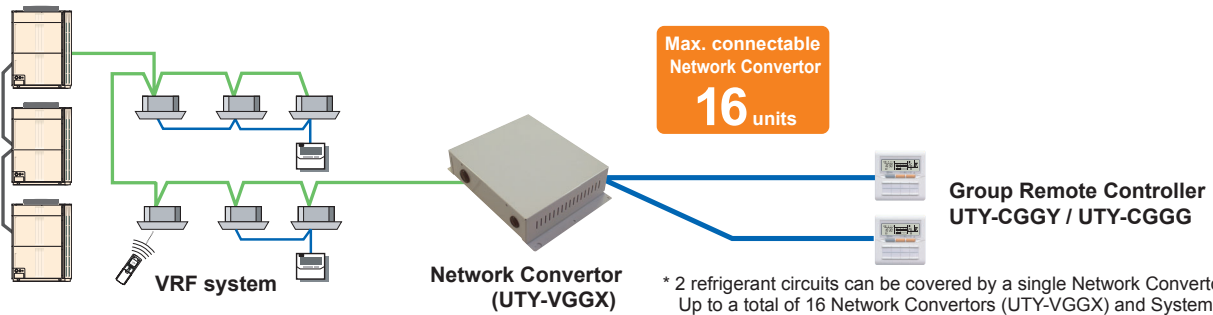 Max. connectable
Network Convertor
16 units
Group Remote Controller
UTY-CGGY / UTY-CGGG
VRF system
Network Convertor
(UTY-VGGX)
* 2 refrigerant circuits can be covered by a single Network
Up to a total of 16 Network Convertors (UTY-VGGX) and System